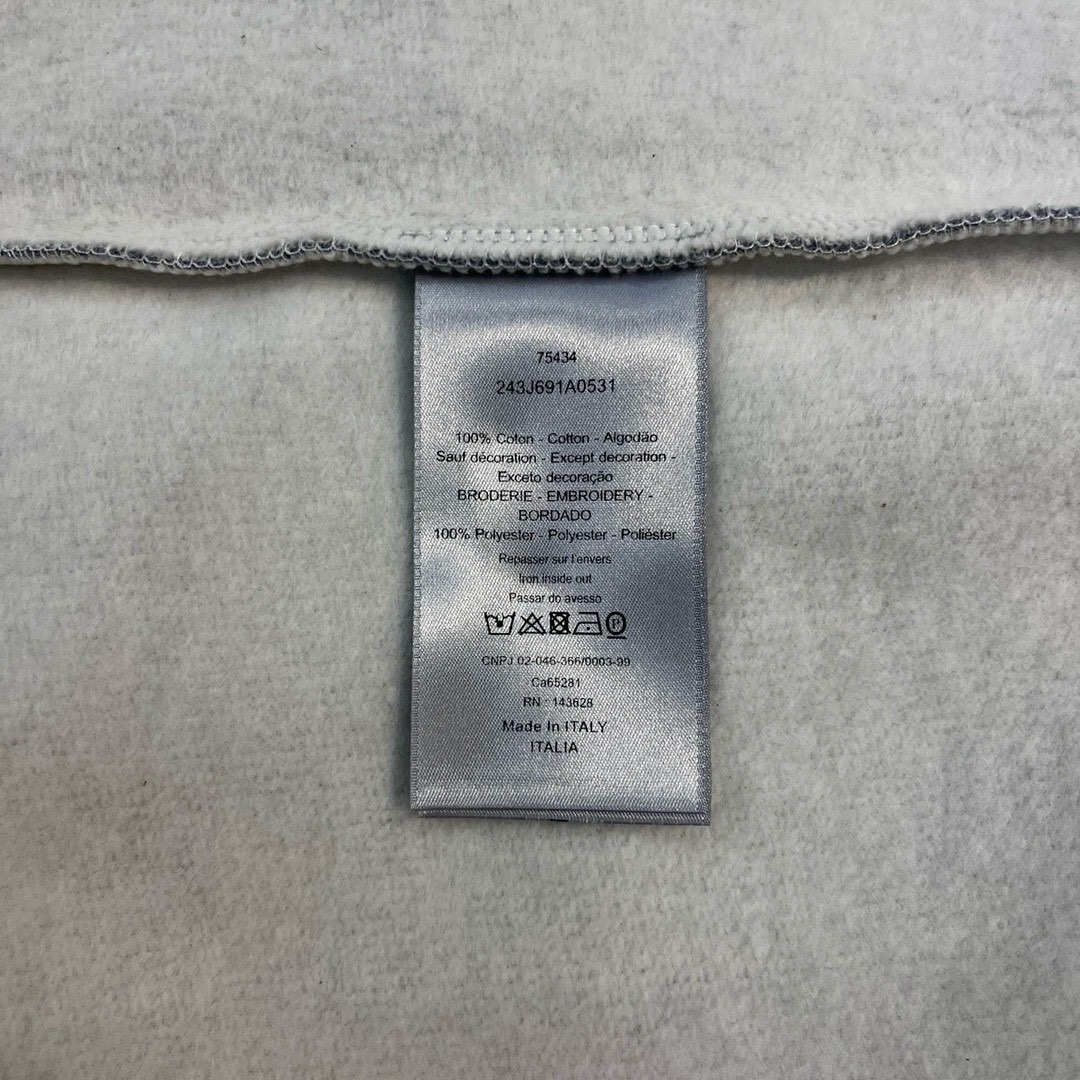 75434
243J691A0531
100% Coton - Cotton - Algodão
Sauf décoration - Except decoration -
Exceto decoração
BRODERIE - EMBROIDERY -
BORDADO
100% Polyester - Polyester - Poliéster
Repasser sur l'envers
Iron inside out
Passar do avesso
P
CNPJ 02-046-366/0003-99
Ca65281
RN : 143628
Made In ITALY
ITALIA